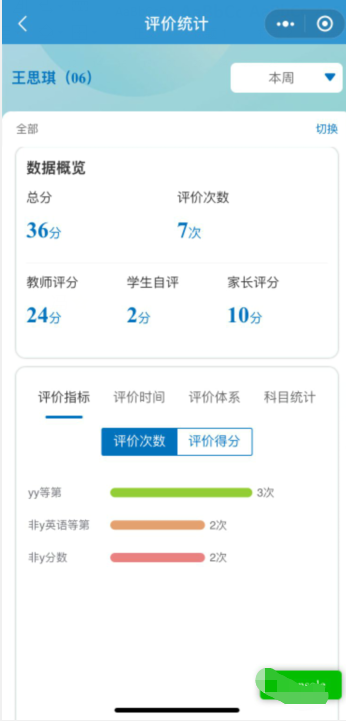 评价统计
王思琪（06）
本周
全部
切换
数据概览
总分
评价次数
36分
7次
教师评分
学生自评
家长评分
24分
2分
10分
评价指标
评价时间
评价体系
科目统计
评价次数
评价得分
yy等第
3次
非y英语等第
2次
非y分数
2次